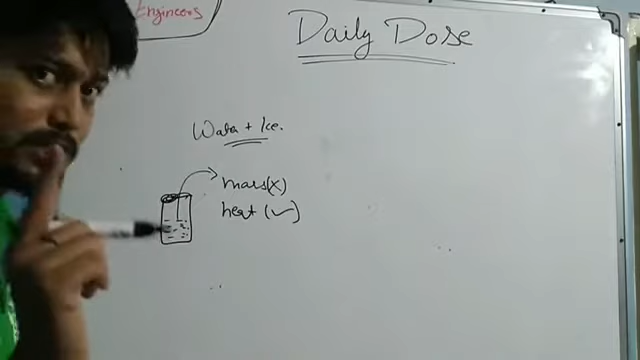 Engineers
Daily Dose
Water + Ice.
mass(x)
heat (✓)